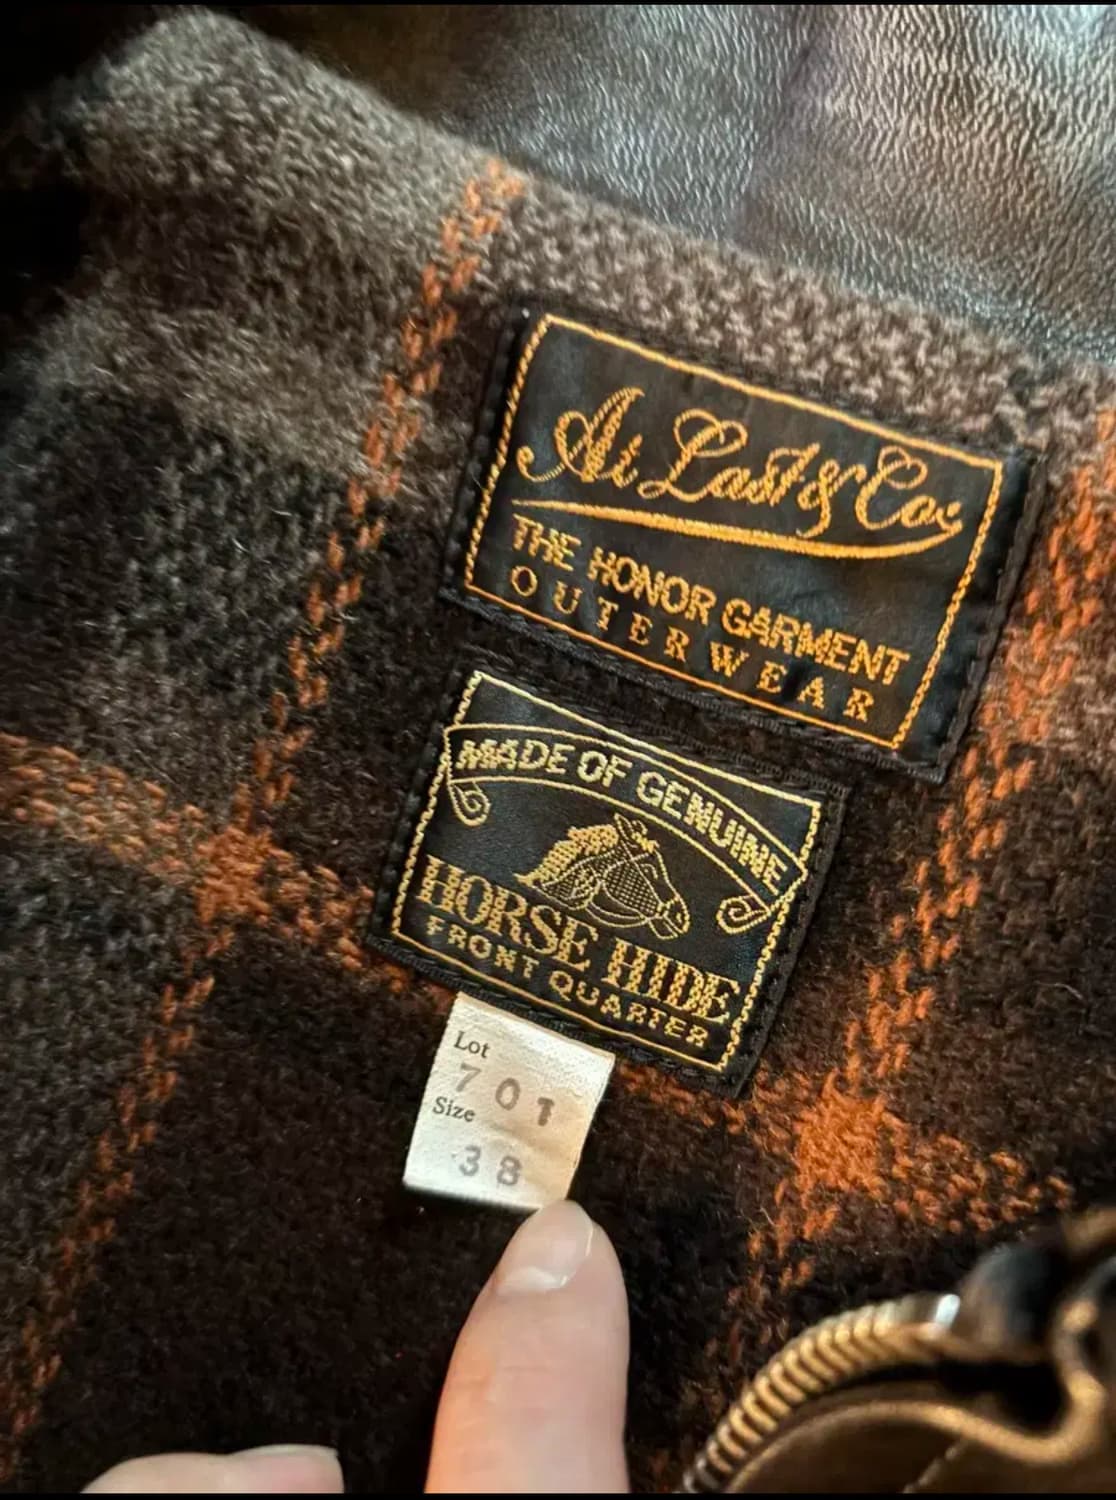 At Last & Co.
THE HONOR GARMENT
OUTERWEAR
MADE OF GENUINE
HORSE HIDE
FRONT QUARTER
Lot
701
Size
38